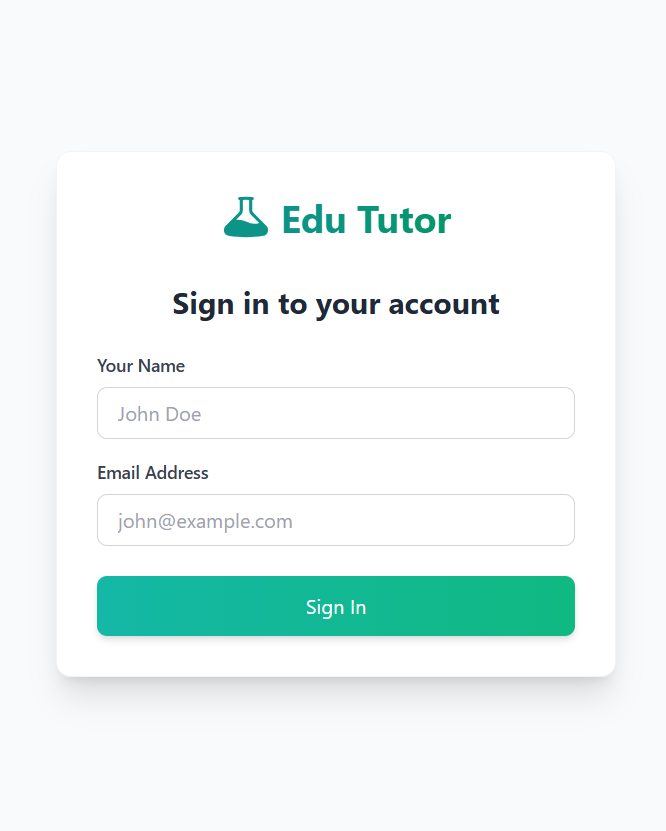 Edu Tutor
Sign in to your account
Your Name
John Doe
Email Address
john@example.com
Sign In